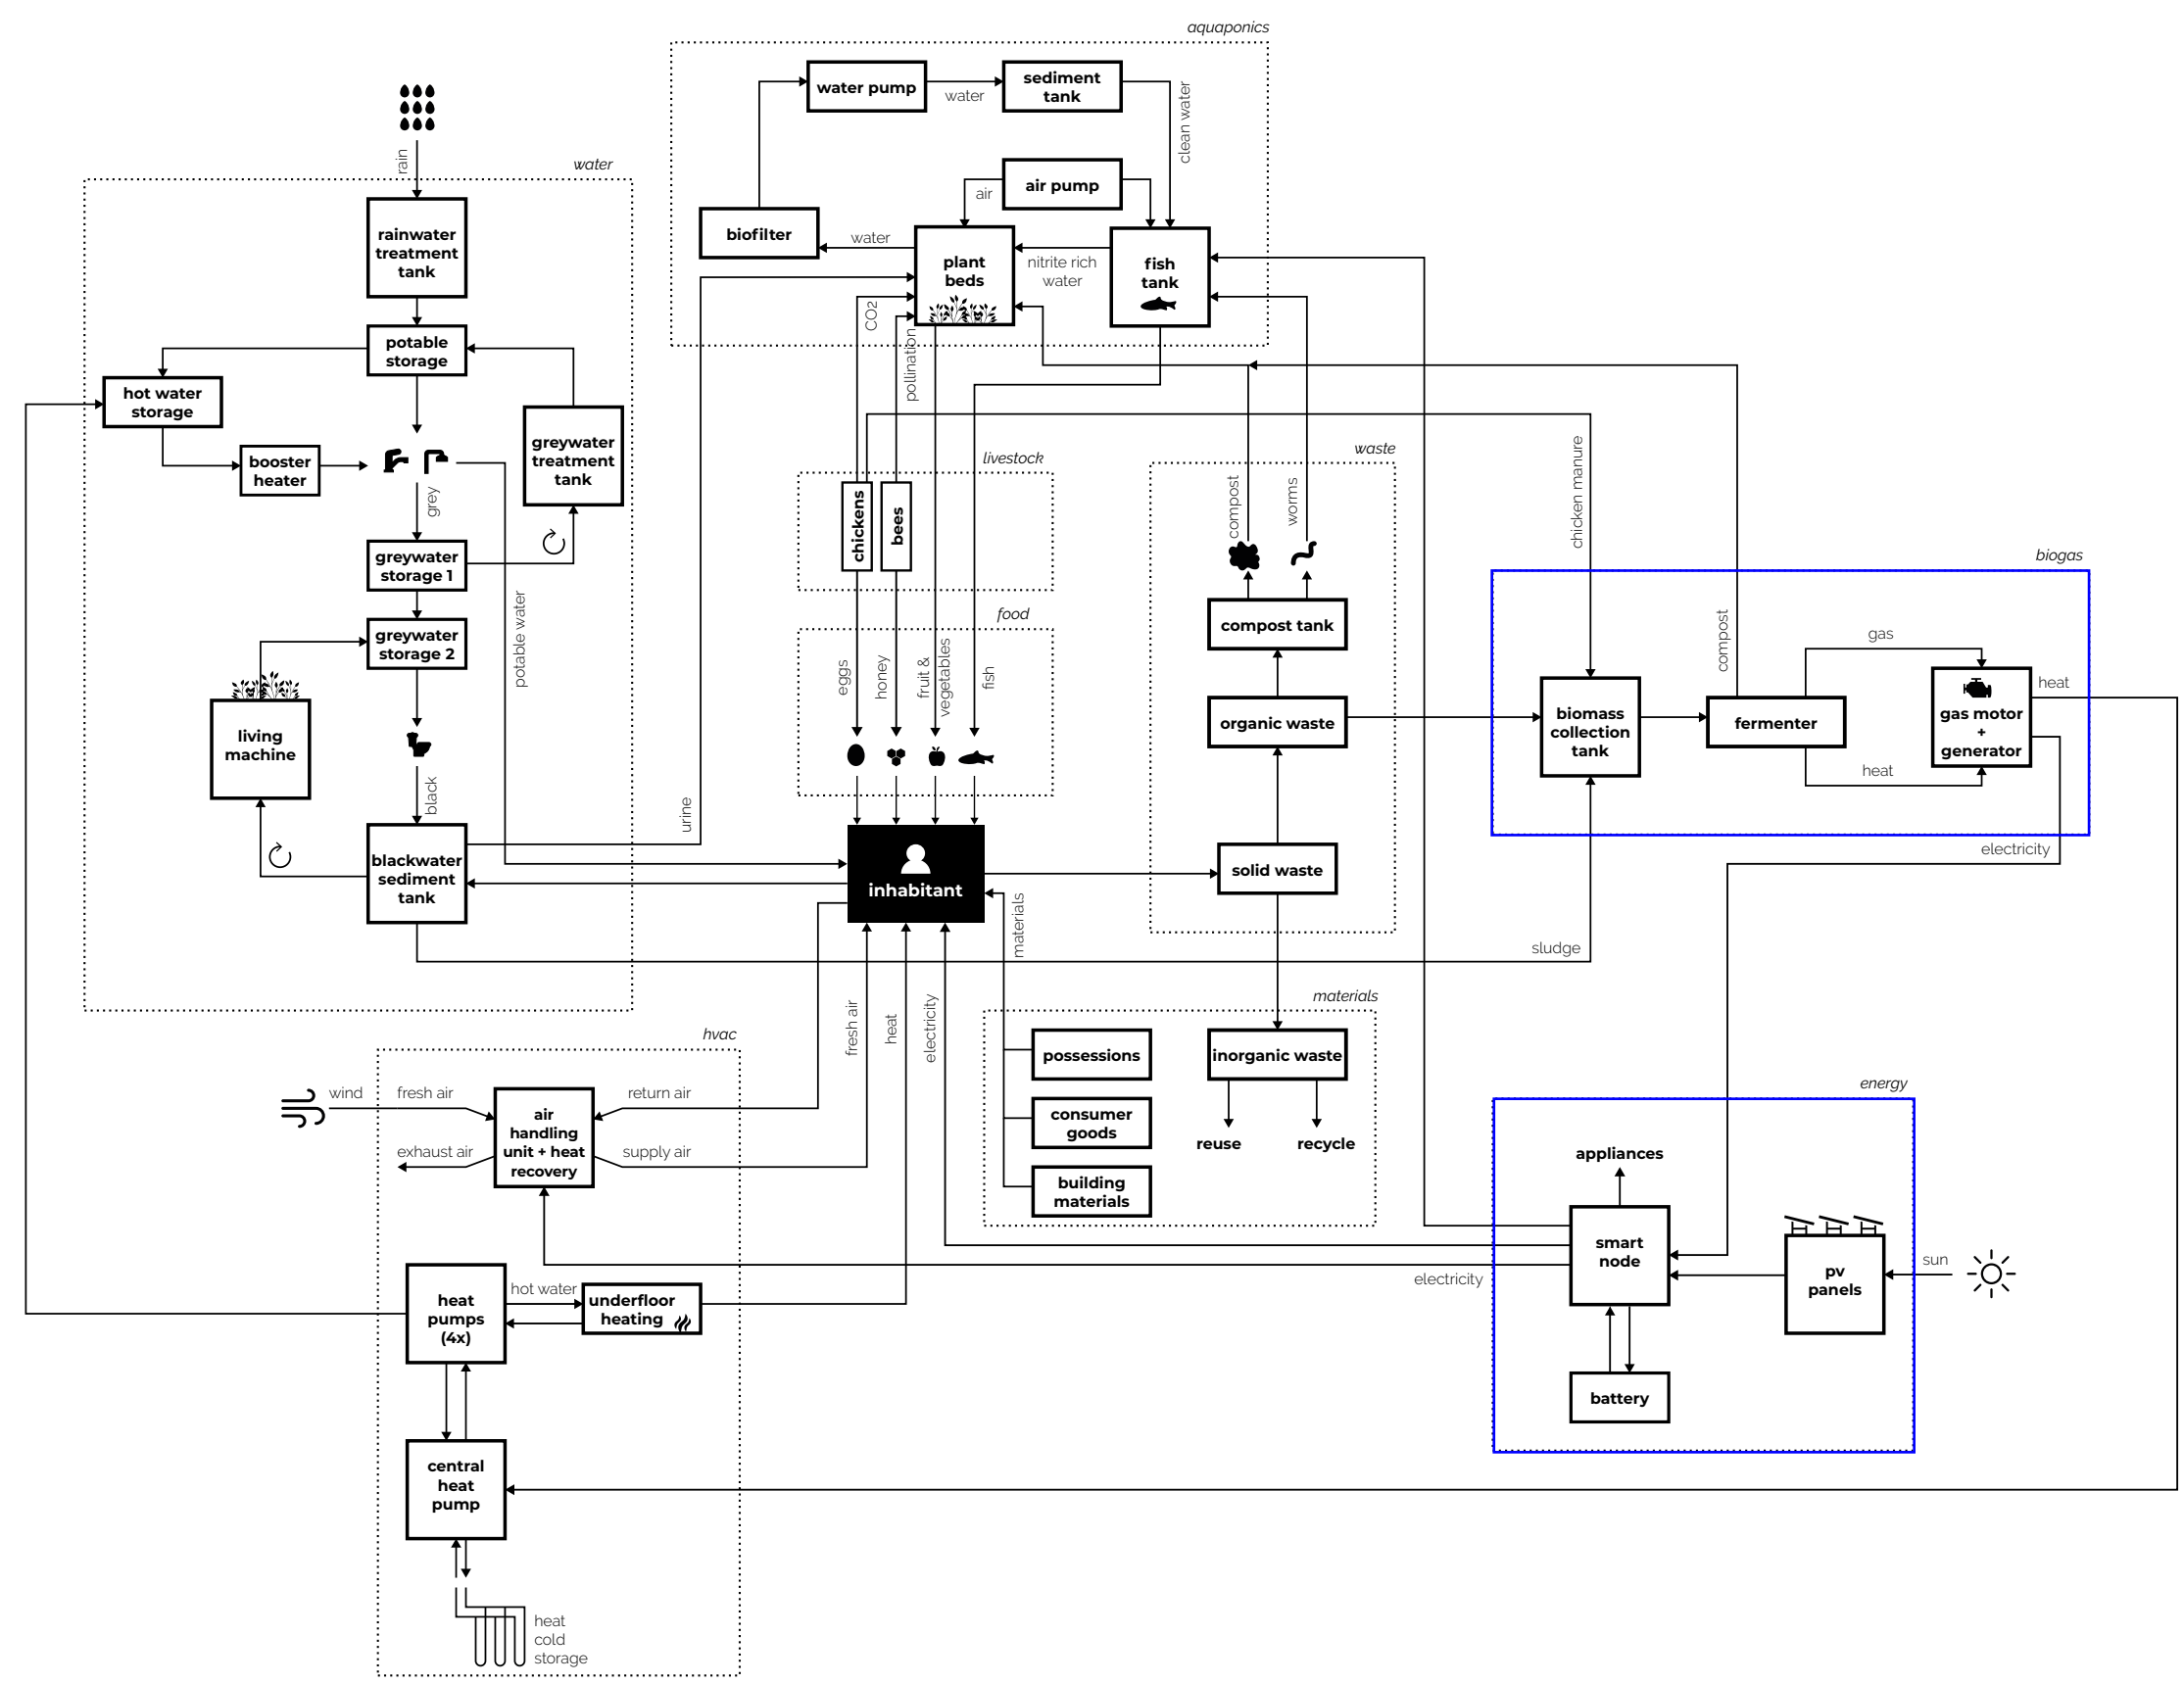 aquaponics
water pump
water
sediment
tank
clean water
air pump
air
biofilter
water
plant
beds
nitrite rich
water
fish
tank
CO2
pollination
rain
water
rainwater
treatment
tank
potable
storage
hot water
storage
booster
heater
greywater
treatment
tank
grey
greywater
storage 1
greywater
storage 2
potable water
living
machine
black
blackwater
sediment
tank
urine
livestock
chickens
bees
food
eggs
honey
fruit &
vegetables
fish
inhabitant
waste
compost
worms
compost tank
organic waste
solid waste
chicken manure
biogas
compost
biomass
collection
tank
fermenter
gas
heat
gas motor
+
generator
heat
electricity
sludge
materials
materials
possessions
consumer
goods
building
materials
inorganic waste
reuse
recycle
fresh air
heat
electricity
hvac
wind
fresh air
exhaust air
air
handling
unit + heat
recovery
return air
supply air
heat
pumps
(4x)
hot water
underfloor
heating
central
heat
pump
heat
cold
storage
energy
appliances
smart
node
electricity
pv
panels
sun
battery